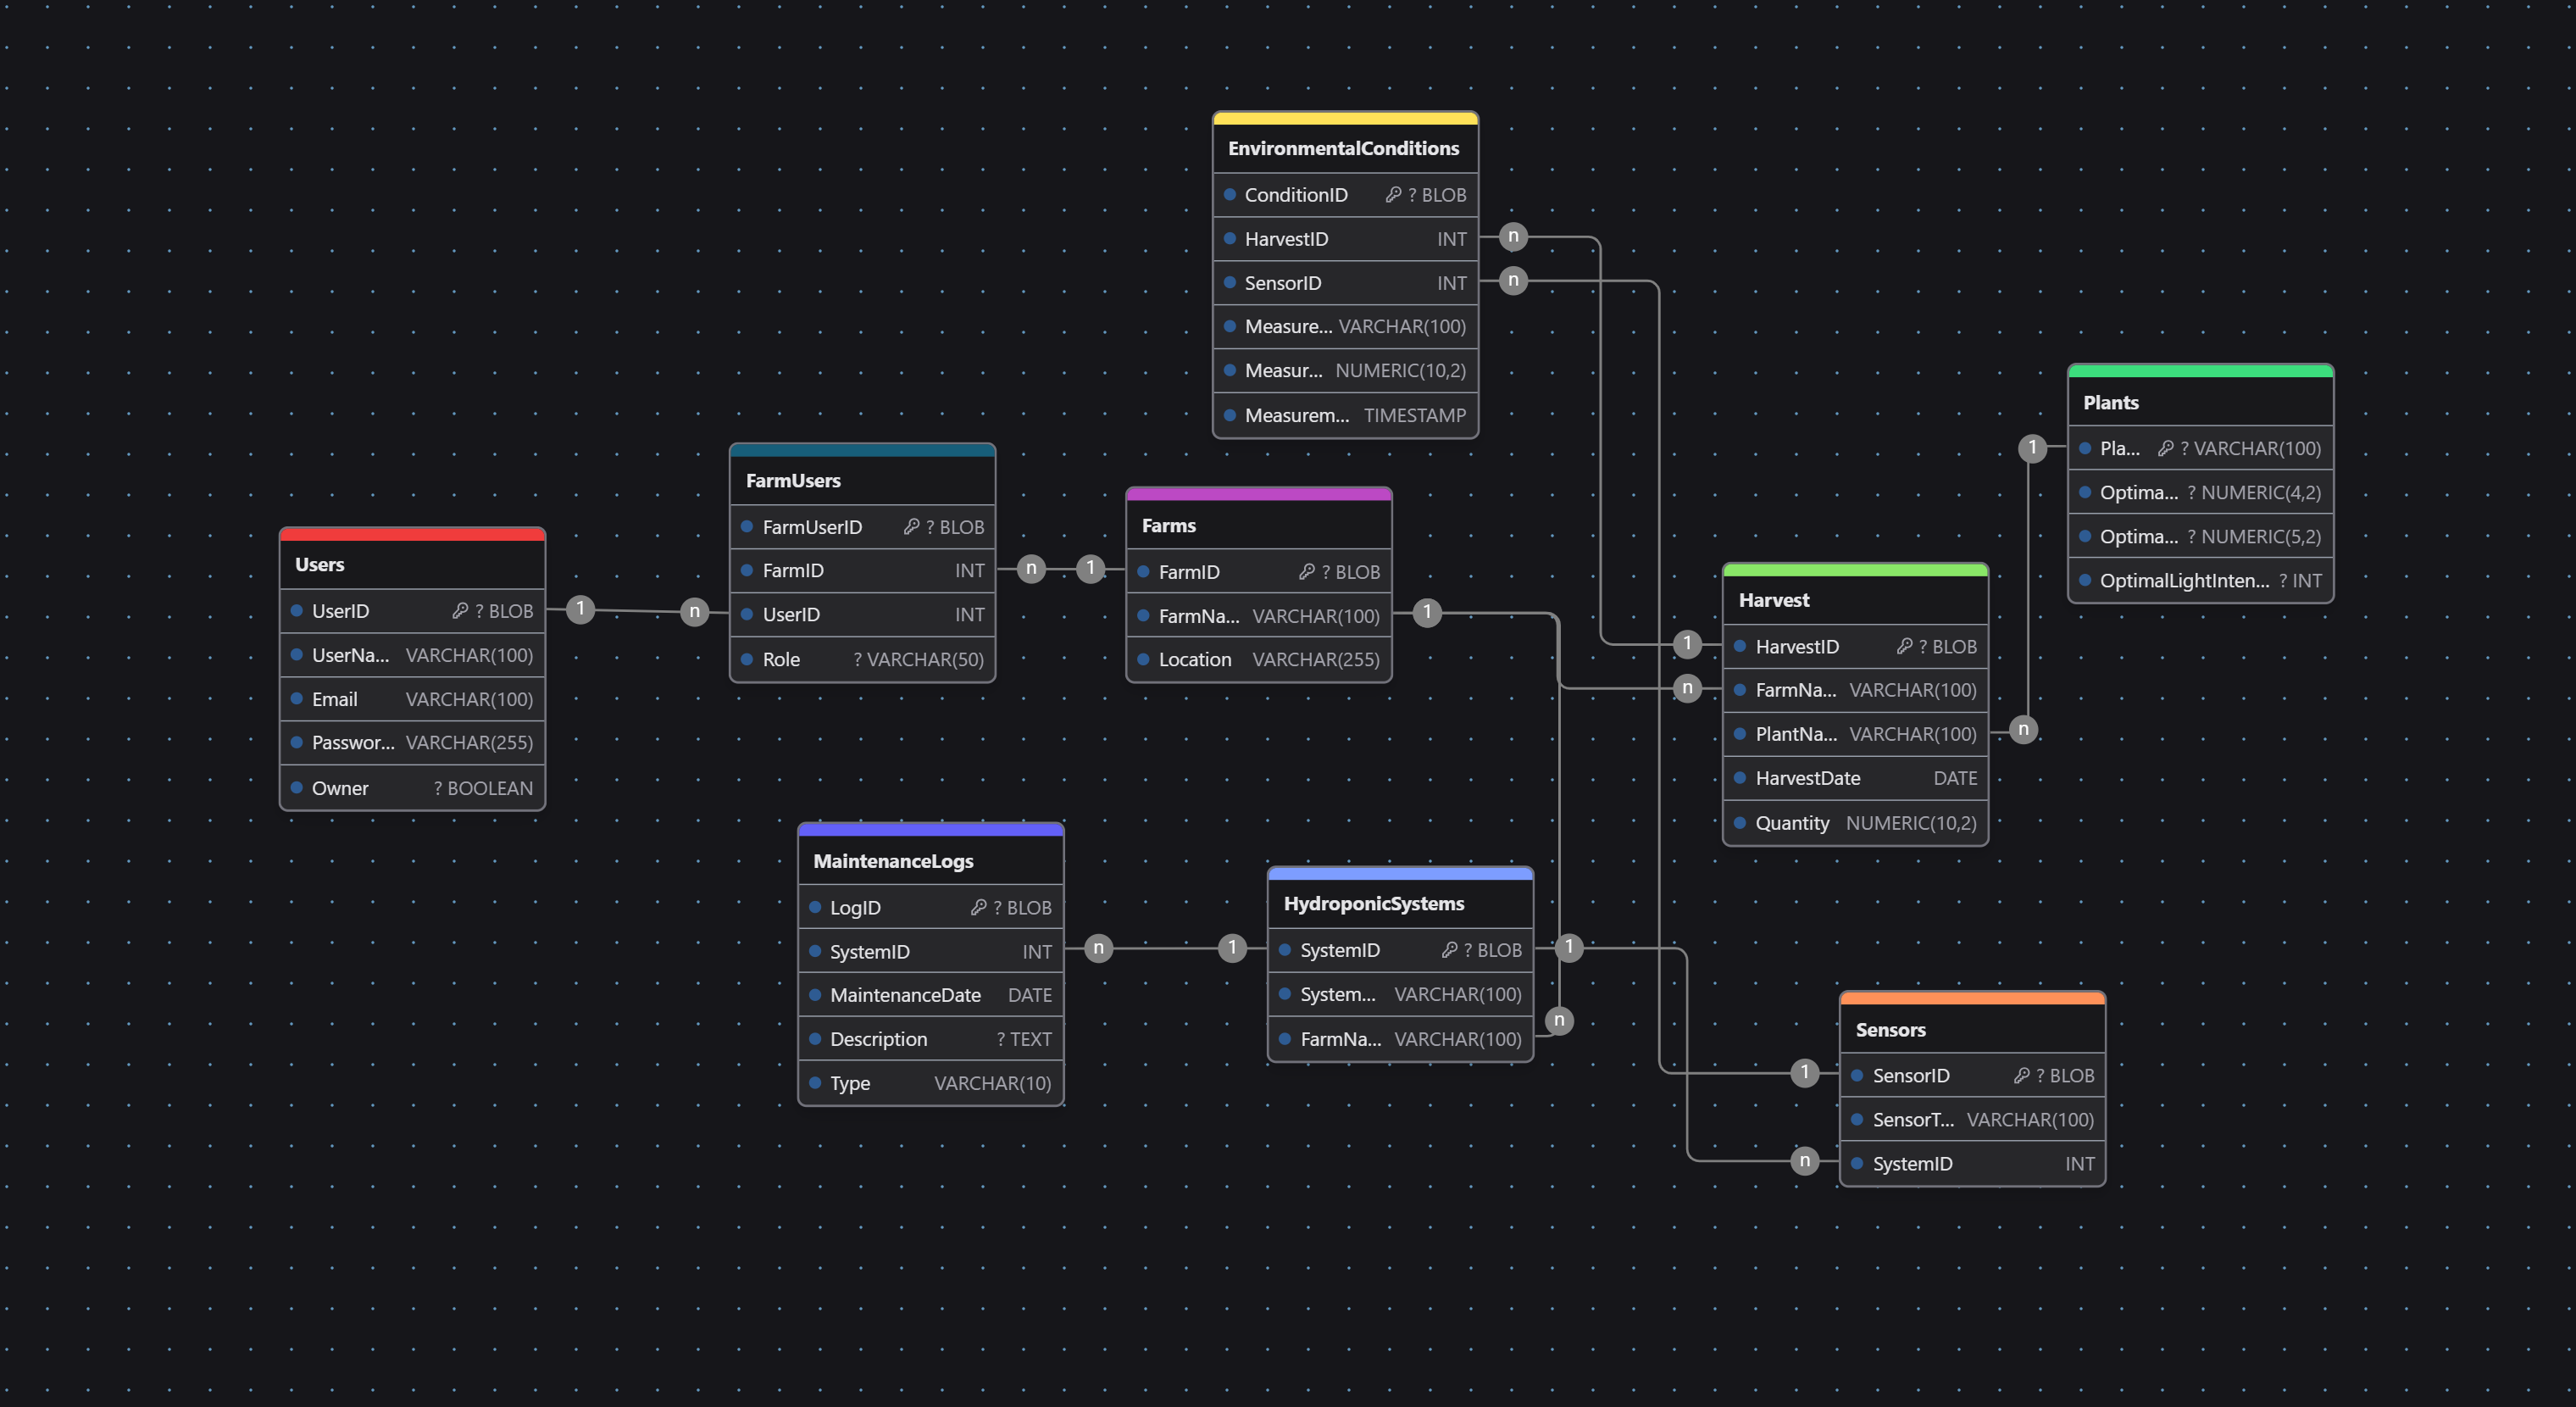 EnvironmentalConditions
ConditionID ? BLOB
HarvestID INT
SensorID INT
Measure... VARCHAR(100)
Measur... NUMERIC(10,2)
Measurem... TIMESTAMP
n
n
Plants
Pla... ? VARCHAR(100)
Optima... ? NUMERIC(4,2)
Optima... ? NUMERIC(5,2)
OptimalLightInten... ? INT
1
FarmUsers
FarmUserID ? BLOB
FarmID INT
UserID INT
Role ? VARCHAR(50)
n
1
Farms
FarmID ? BLOB
FarmNa... VARCHAR(100)
Location VARCHAR(255)
1
Users
UserID ? BLOB
UserNa... VARCHAR(100)
Email VARCHAR(100)
Passwor... VARCHAR(255)
Owner ? BOOLEAN
1
n
Harvest
HarvestID ? BLOB
FarmNa... VARCHAR(100)
PlantNa... VARCHAR(100)
HarvestDate DATE
Quantity NUMERIC(10,2)
1
n
n
MaintenanceLogs
LogID ? BLOB
SystemID INT
MaintenanceDate DATE
Description ? TEXT
Type VARCHAR(10)
n
1
HydroponicSystems
SystemID ? BLOB
System... VARCHAR(100)
FarmNa... VARCHAR(100)
1
n
Sensors
SensorID ? BLOB
SensorT... VARCHAR(100)
SystemID INT
1
n